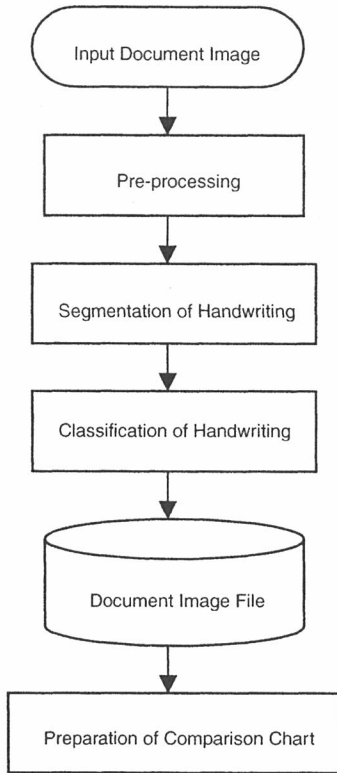 Input Document Image
Pre-processing
Segmentation of Handwriting
Classification of Handwriting
Document Image File
Preparation of Comparison Chart